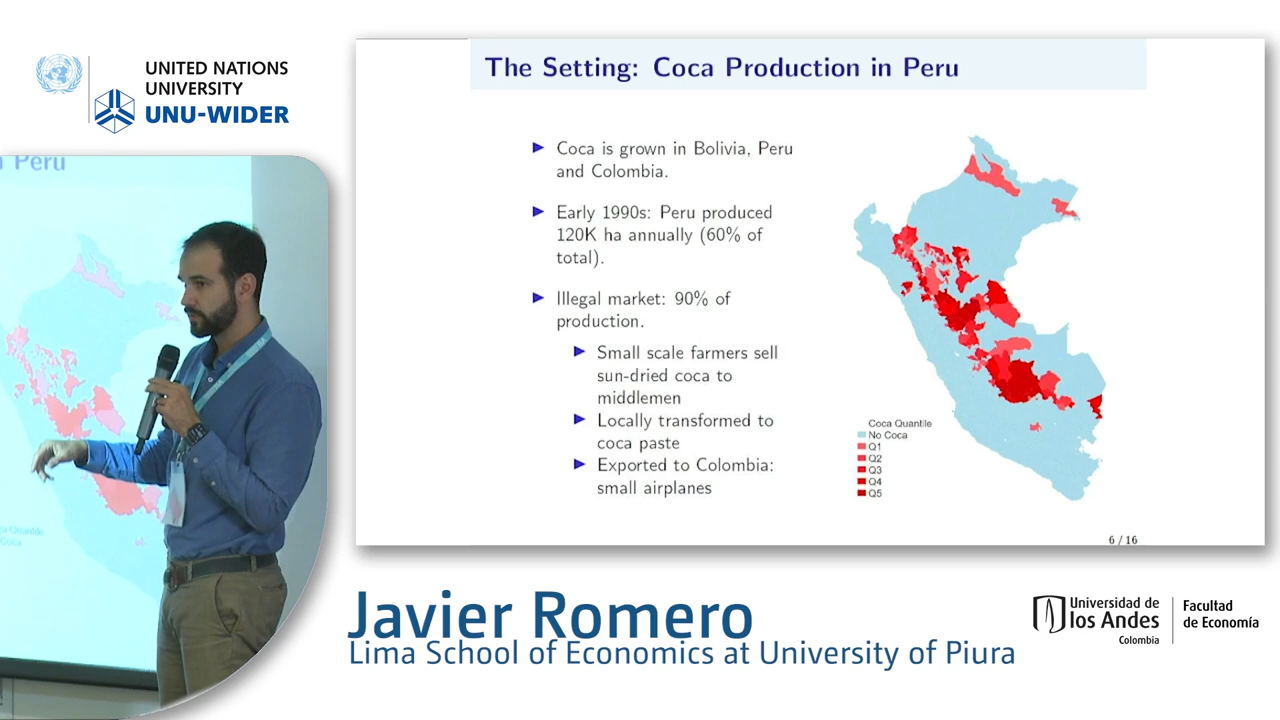 UNITED NATIONS
UNIVERSITY
UNU-WIDER
n Peru
The Setting: Coca Production in Peru
Coca is grown in Bolivia, Peru
and Colombia.
Early 1990s: Peru produced
120K ha annually (60% of
total).
Illegal market: 90% of
production.
Small scale farmers sell
sun-dried coca to
middlemen
Locally transformed to
coca paste
Exported to Colombia:
small airplanes
Coca Quantile
No Coca
Q1
Q2
Q3
Q4
Q5
6 / 16
Quantile
Coca
Javier Romero
Lima School of Economics at University of Piura
Universidad de
los Andes
Colombia
Facultad
de Economía